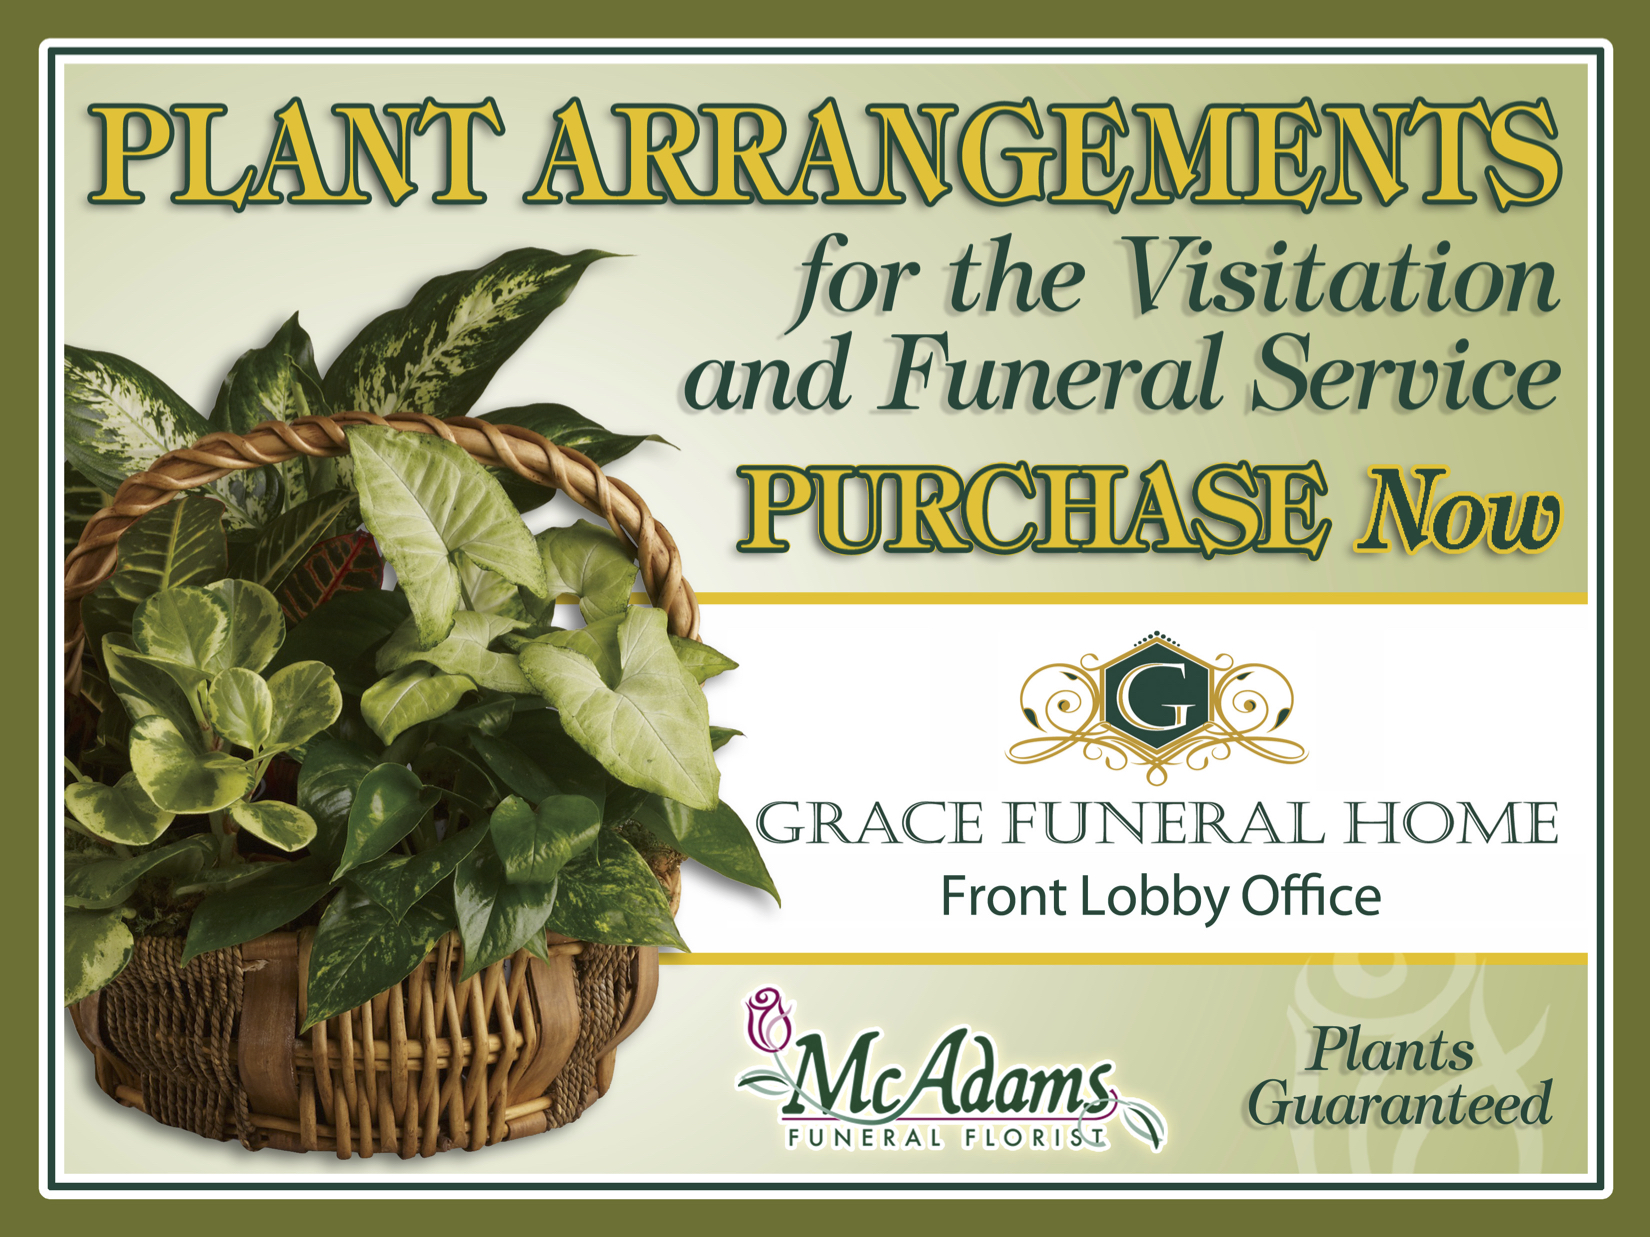 PLANT ARRANGEMENTS
for the Visitation
and Funeral Service
PURCHASE Now
G
GRACE FUNERAL HOME
Front Lobby Office
McAdams
FUNERAL FLORIST
Plants
Guaranteed